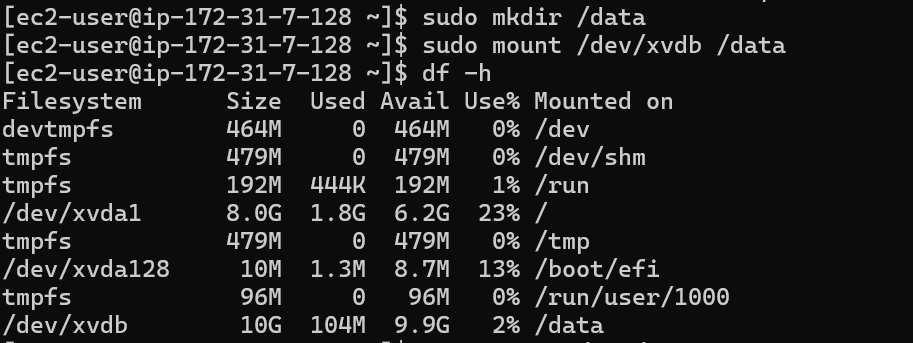 [ec2-user@ip-172-31-7-128 ~]$ sudo mkdir /data
[ec2-user@ip-172-31-7-128 ~]$ sudo mount /dev/xvdb /data
[ec2-user@ip-172-31-7-128 ~]$ df -h
Filesystem      Size  Used Avail Use% Mounted on
devtmpfs        464M     0  464M   0% /dev
tmpfs           479M     0  479M   0% /dev/shm
tmpfs           192M  444K  192M   1% /run
/dev/xvda1      8.0G  1.8G  6.2G  23% /
tmpfs           479M     0  479M   0% /tmp
/dev/xvda128     10M  1.3M  8.7M  13% /boot/efi
tmpfs            96M     0   96M   0% /run/user/1000
/dev/xvdb        10G  104M  9.9G   2% /data